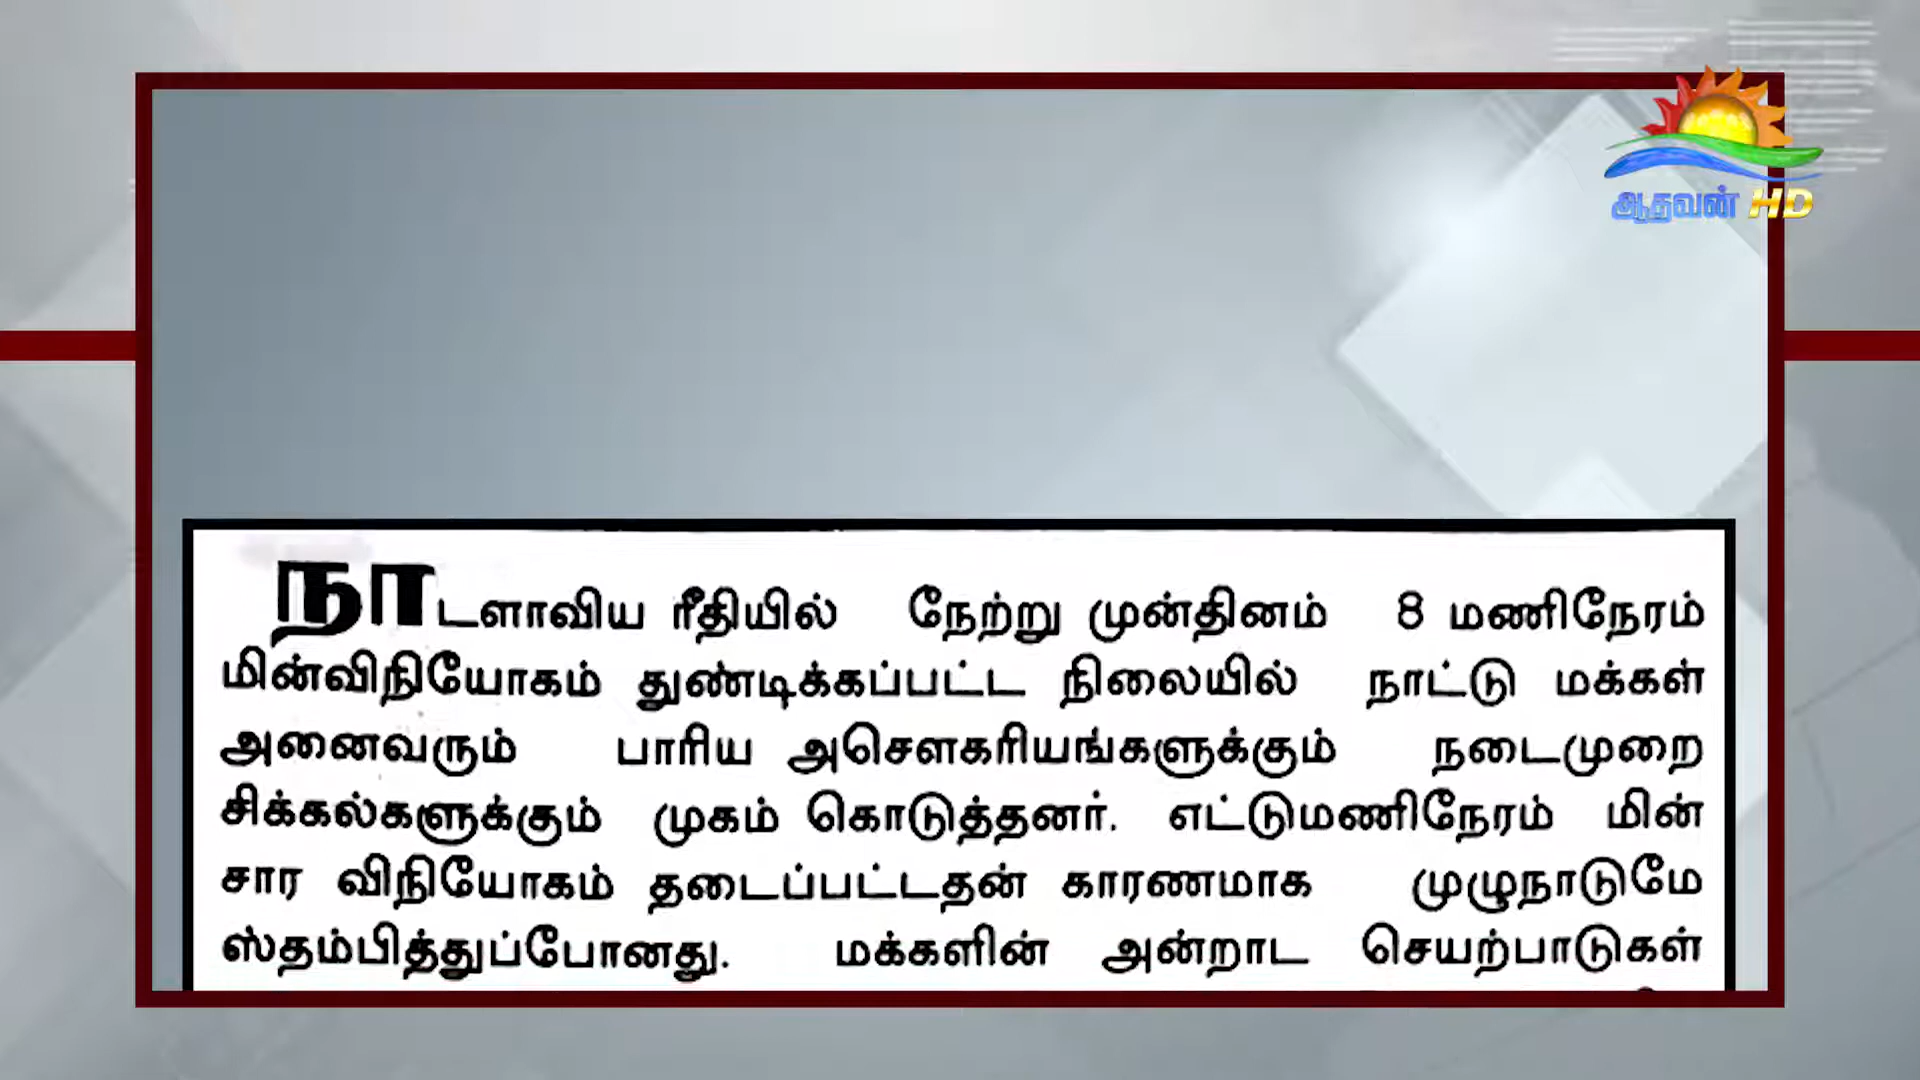 ஆதவன் HD
நாடளாவிய ரீதியில் நேற்று முன்தினம் 8 மணிநேரம்
மின்விநியோகம் துண்டிக்கப்பட்ட நிலையில் நாட்டு மக்கள்
அனைவரும் பாரிய அசௌகரியங்களுக்கும் நடைமுறை
சிக்கல்களுக்கும் முகம் கொடுத்தனர். எட்டுமணிநேரம் மின்
சார விநியோகம் தடைப்பட்டதன் காரணமாக முழுநாடுமே
ஸ்தம்பித்துப்போனது. மக்களின் அன்றாட செயற்பாடுகள்